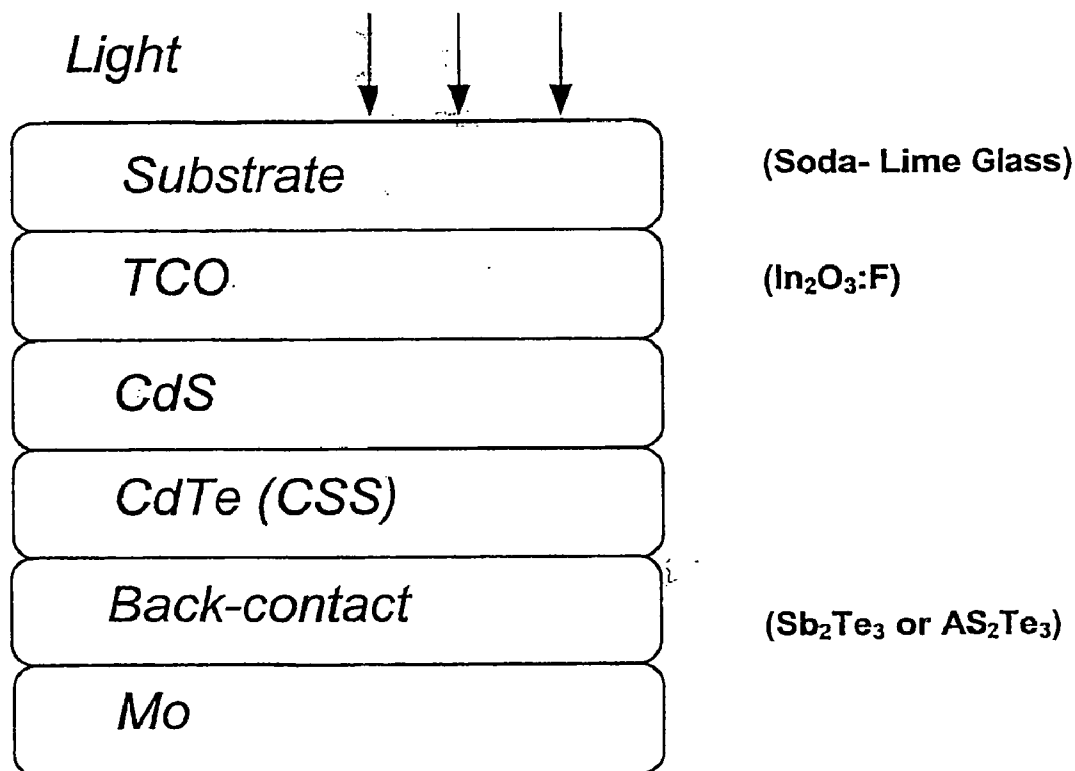 Light
Substrate
(Soda- Lime Glass)
TCO
(In₂O₃:F)
CdS
CdTe (CSS)
Back-contact
(Sb₂Te₃ or AS₂Te₃)
Mo